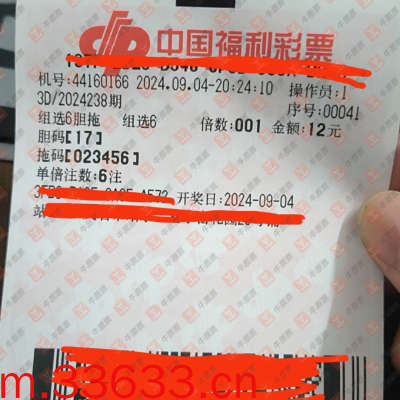 中国福利彩票
机号:44160166 2024.09.04-20:24:10 操作员:1
3D/2024238期 序号:00041
组选6胆拖 组选6 倍数:001 金额:12元
胆码[17]
拖码[023456]
单倍注数:6注
开奖日:2024-09-04
m.33633.cn